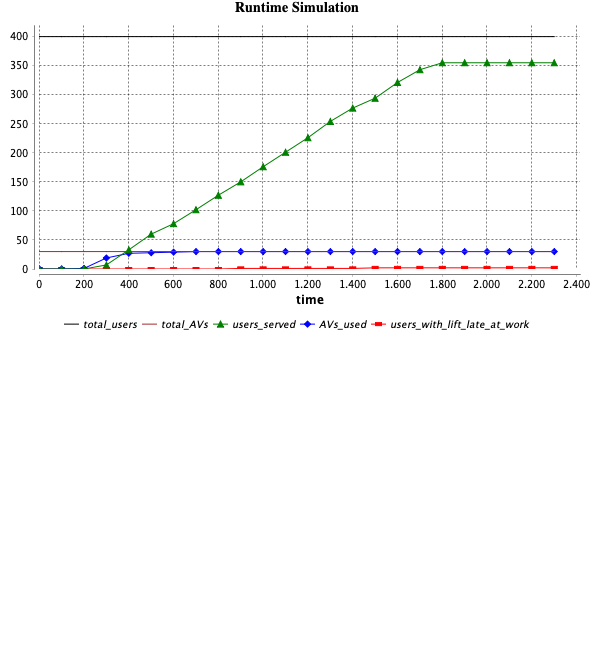 Runtime Simulation
400
350
300
250
200
150
100
50
0
0 200 400 600 800 1.000 1.200 1.400 1.600 1.800 2.000 2.200 2.400
time
total_users total_AVs users_served AVs_used users_with_lift_late_at_work